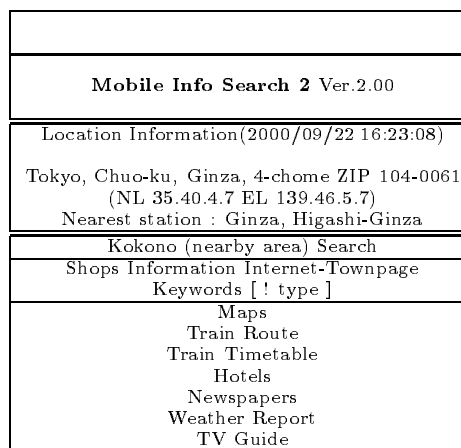 Mobile Info Search 2 Ver.2.00
Location Information(2000/09/22 16:23:08)
Tokyo, Chuo-ku, Ginza, 4-chome ZIP 104-0061
(NL 35.40.4.7 EL 139.46.5.7)
Nearest station : Ginza, Higashi-Ginza
Kokono (nearby area) Search
Shops Information Internet-Townpage
Keywords [ ! type ]
Maps
Train Route
Train Timetable
Hotels
Newspapers
Weather Report
TV Guide